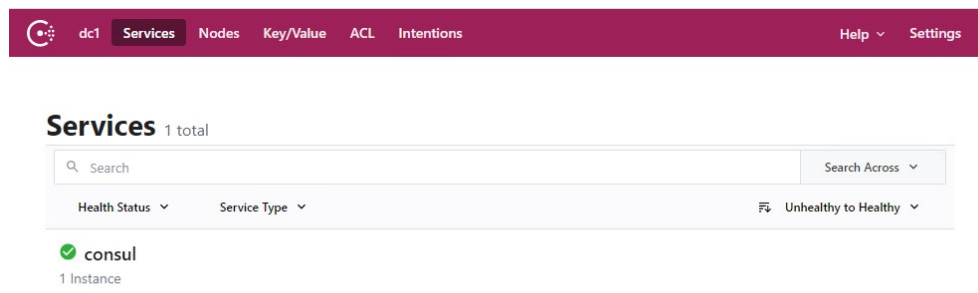 dc1 Services Nodes Key/Value ACL Intentions Help Settings
Services 1 total
Search Search Across
Health Status Service Type Unhealthy to Healthy
consul
1 Instance